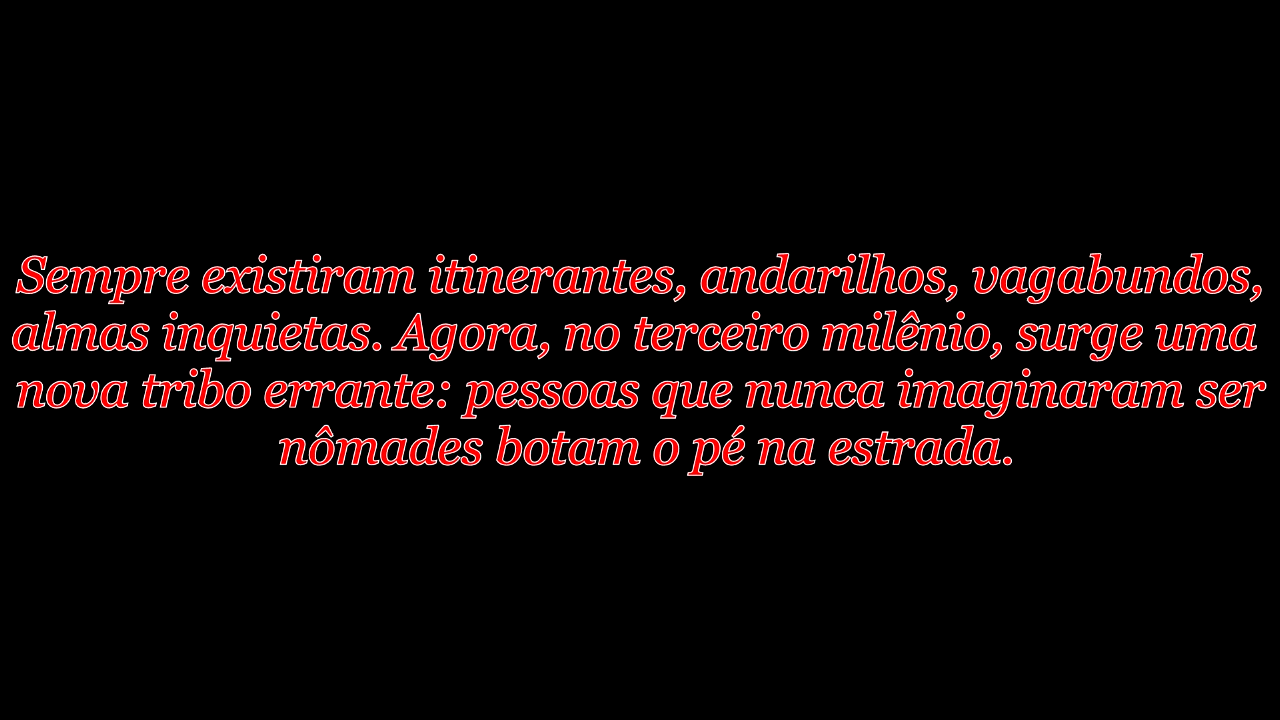 Sempre existiram itinerantes, andarilhos, vagabundos,
almas inquietas. Agora, no terceiro milênio, surge uma
nova tribo errante: pessoas que nunca imaginaram ser
nômades botam o pé na estrada.